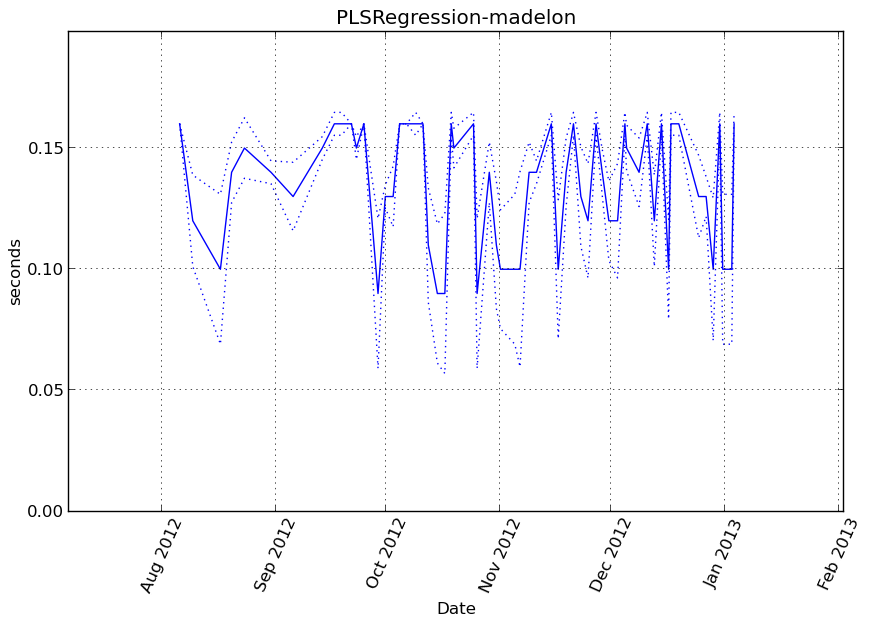 PLSRegression-madelon
seconds
0.15
0.10
0.05
0.00
Aug 2012
Sep 2012
Oct 2012
Nov 2012
Dec 2012
Jan 2013
Feb 2013
Date